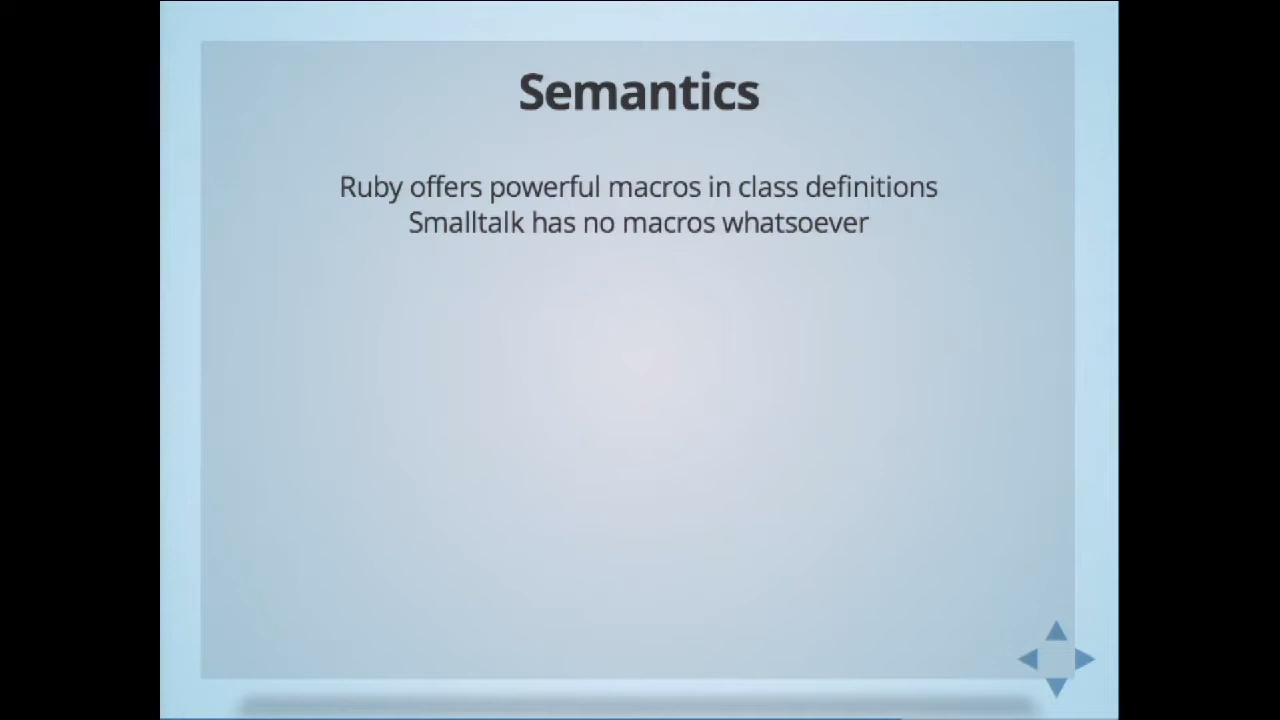 Semantics
Ruby offers powerful macros in class definitions
Smalltalk has no macros whatsoever